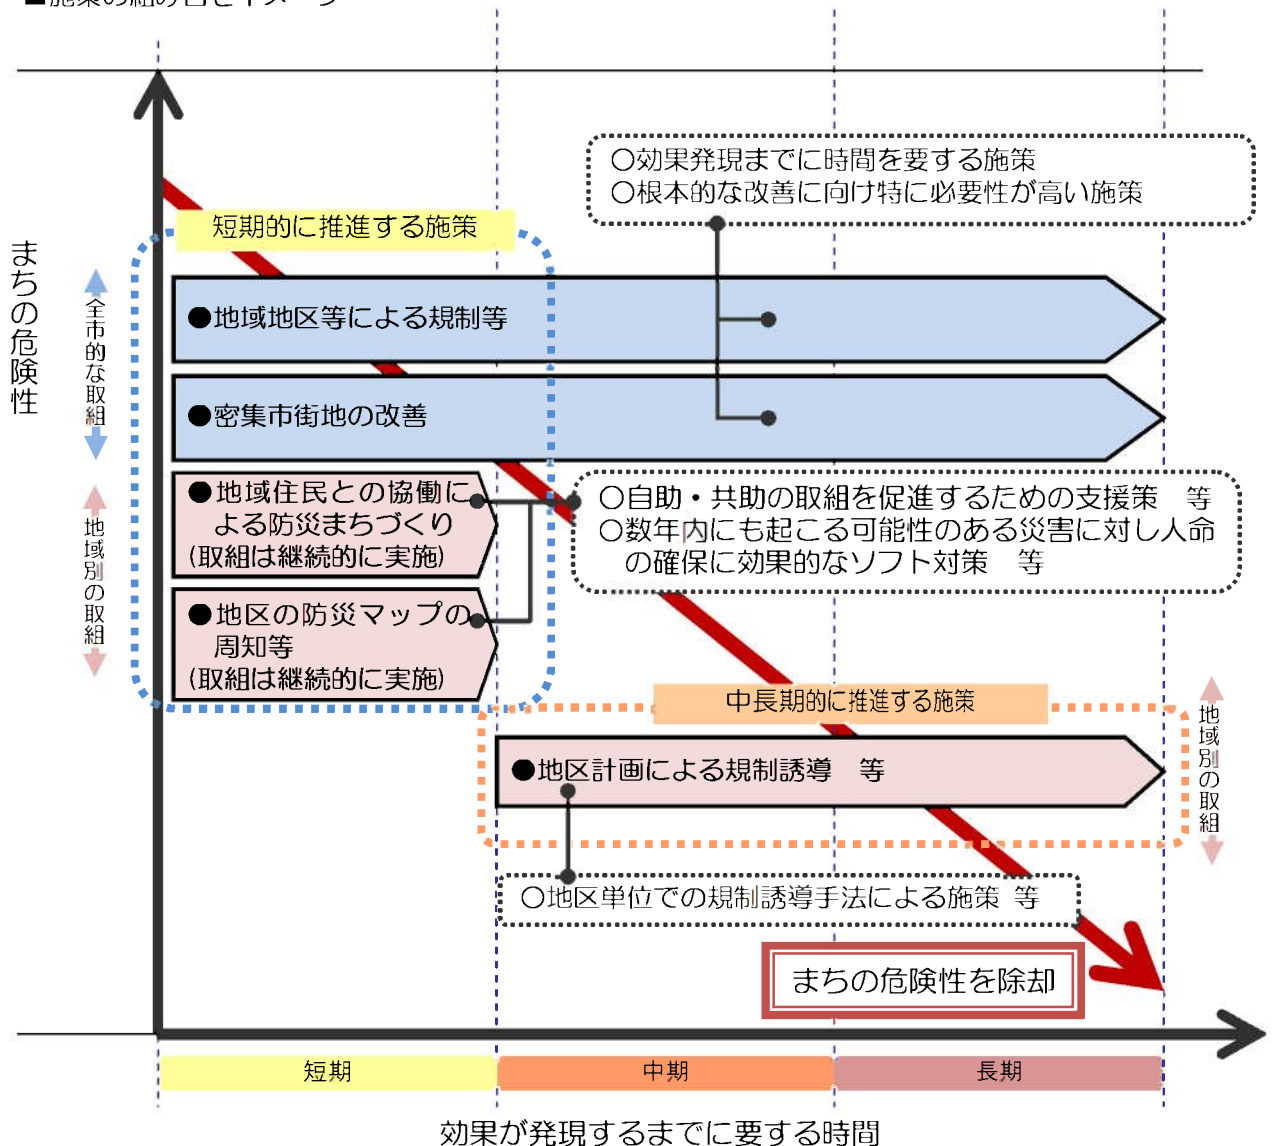 ■施策の組み合せイメージ
○効果発現までに時間を要する施策
○根本的な改善に向け特に必要性が高い施策
短期的に推進する施策
まちの危険性
全市的な取組
●地域地区等による規制等
●密集市街地の改善
地域別の取組
●地域住民との協働に
よる防災まちづくり
(取組は継続的に実施)
○自助・共助の取組を促進するための支援策 等
○数年内にも起こる可能性のある災害に対し人命
の確保に効果的なソフト対策 等
●地区の防災マップの
周知等
(取組は継続的に実施)
中長期的に推進する施策
●地区計画による規制誘導 等
地域別の取組
○地区単位での規制誘導手法による施策 等
まちの危険性を除却
短期
中期
長期
効果が発現するまでに要する時間